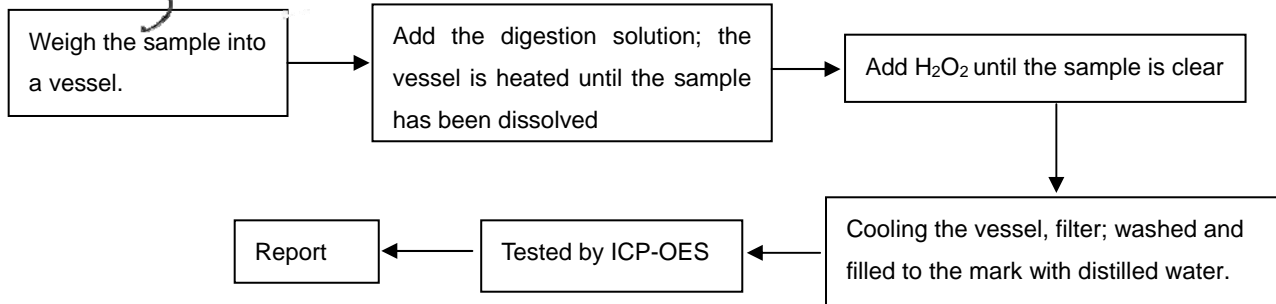 Weigh the sample into
a vessel.
Add the digestion solution; the
vessel is heated until the sample
has been dissolved
Add H₂O₂ until the sample is clear
Cooling the vessel, filter; washed and
filled to the mark with distilled water.
Tested by ICP-OES
Report